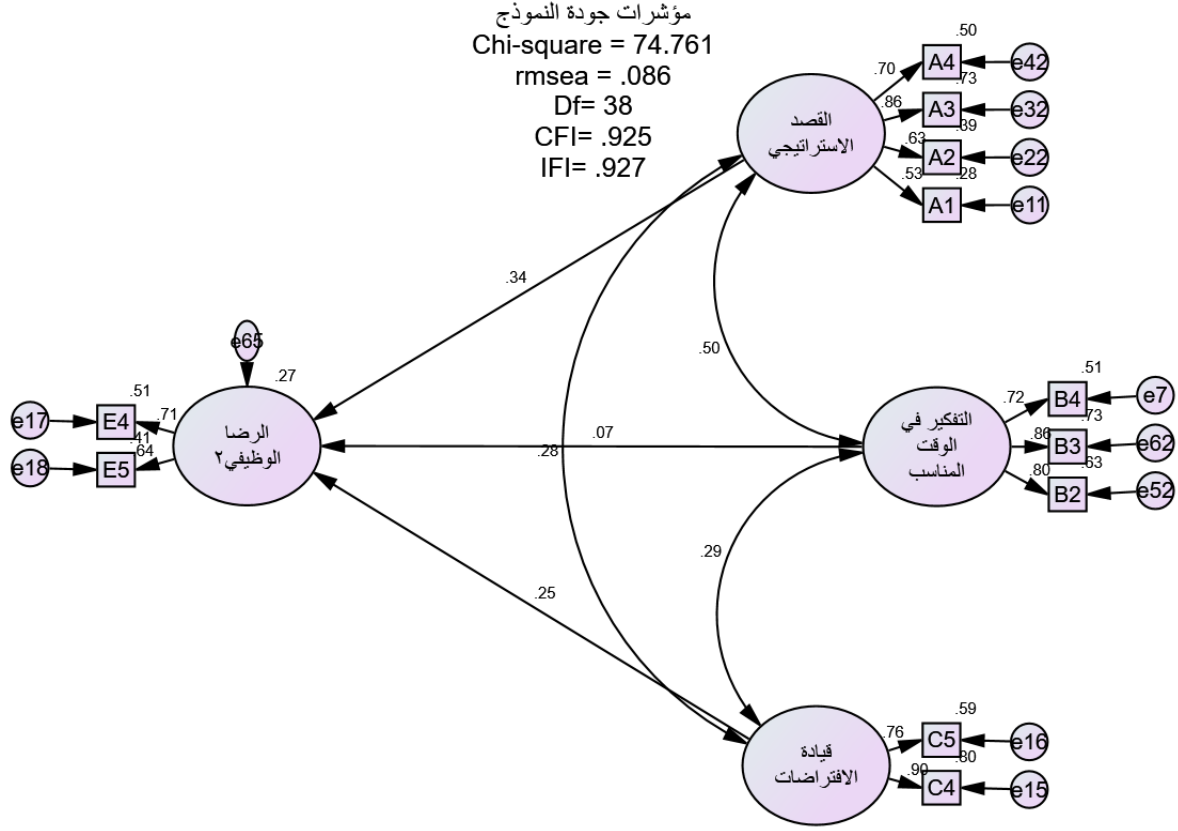 مؤشرات جودة النموذج
Chi-square = 74.761
rmsea = .086
Df= 38
CFI= .925
IFI= .927
القصد
الاستراتيجي
.70
.86
.63
.53
A4
A3
A2
A1
.50
.73
.39
.28
e42
e32
e22
e11
.34
.50
.28
.07
.29
.25
e65
.27
الرضا
الوظيفي٢
.51
.71
.41
.64
E4
E5
e17
e18
التفكير في
الوقت
المناسب
.72
.86
.80
B4
B3
B2
.51
.73
.63
e7
e62
e52
قيادة
الافتراضات
.76
.90
C5
C4
.59
.80
e16
e15